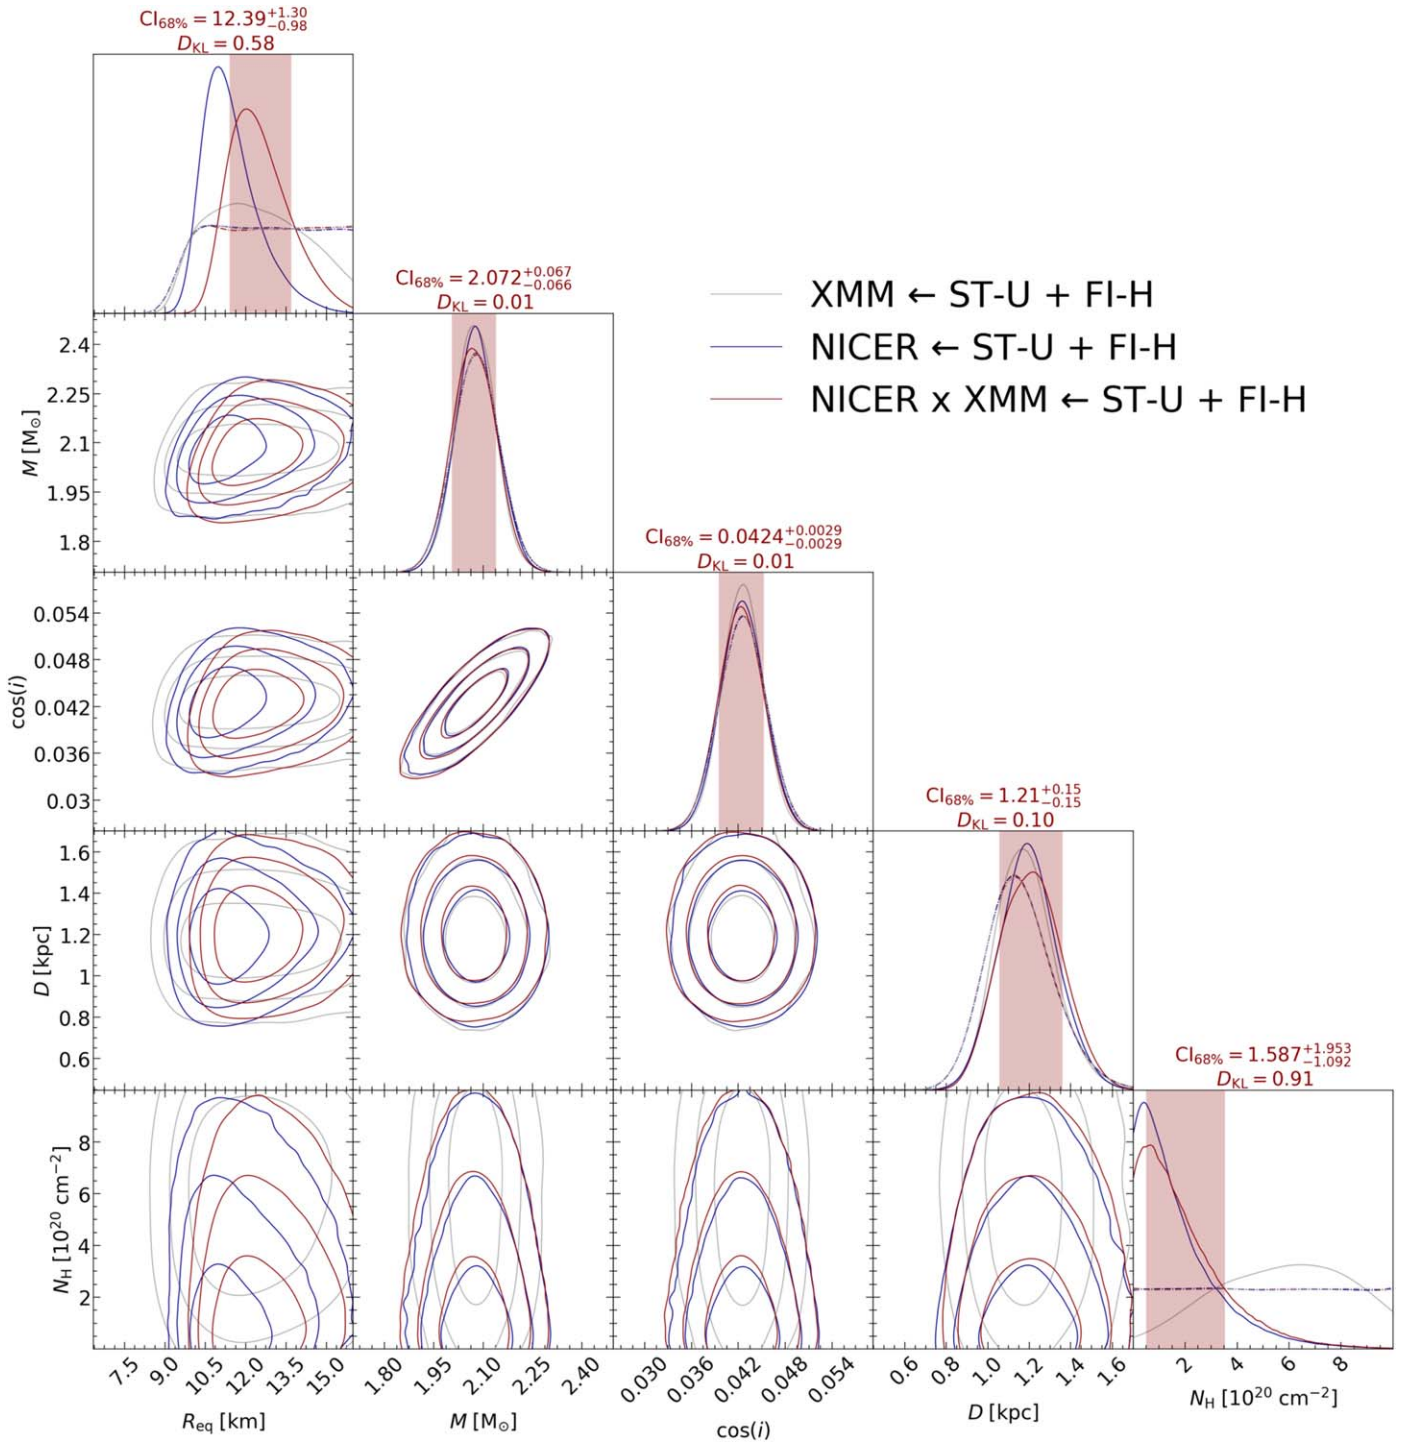 CI68% = 12.39+1.30−0.98
DKL = 0.58
CI68% = 2.072+0.067−0.066
DKL = 0.01
XMM ← ST-U + FI-H
NICER ← ST-U + FI-H
NICER x XMM ← ST-U + FI-H
2.4
2.25
2.1
1.95
1.8
M [M⊙]
CI68% = 0.0424+0.0029−0.0029
DKL = 0.01
0.054
0.048
0.042
0.036
0.03
cos(i)
CI68% = 1.21+0.15−0.15
DKL = 0.10
1.6
1.4
1.2
1
0.8
0.6
D [kpc]
CI68% = 1.587+1.953−1.092
DKL = 0.91
8
6
4
2
NH [10²⁰ cm⁻²]
7.5 9.0 10.5 12.0 13.5 15.0
1.80 1.95 2.10 2.25 2.40
0.030 0.036 0.042 0.048 0.054
0.6 0.8 1.0 1.2 1.4 1.6
2 4 6 8
Req [km]
M [M⊙]
cos(i)
D [kpc]
NH [10²⁰ cm⁻²]